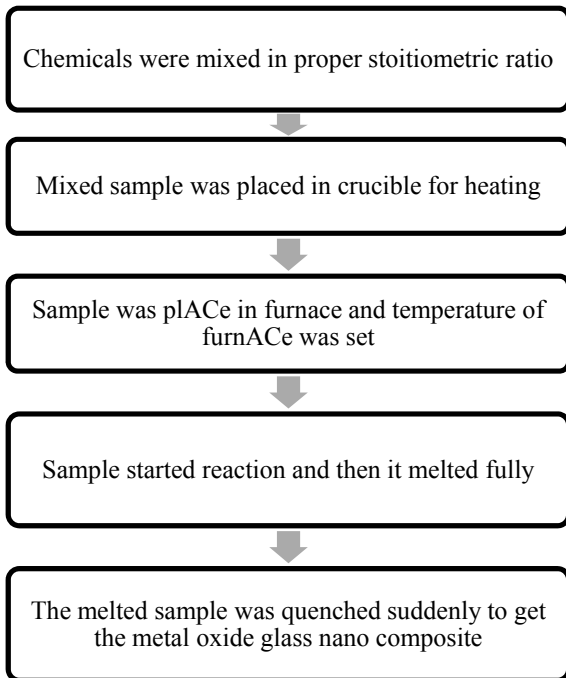 Chemicals were mixed in proper stoitiometric ratio
Mixed sample was placed in crucible for heating
Sample was plACe in furnace and temperature of
furnACe was set
Sample started reaction and then it melted fully
The melted sample was quenched suddenly to get
the metal oxide glass nano composite